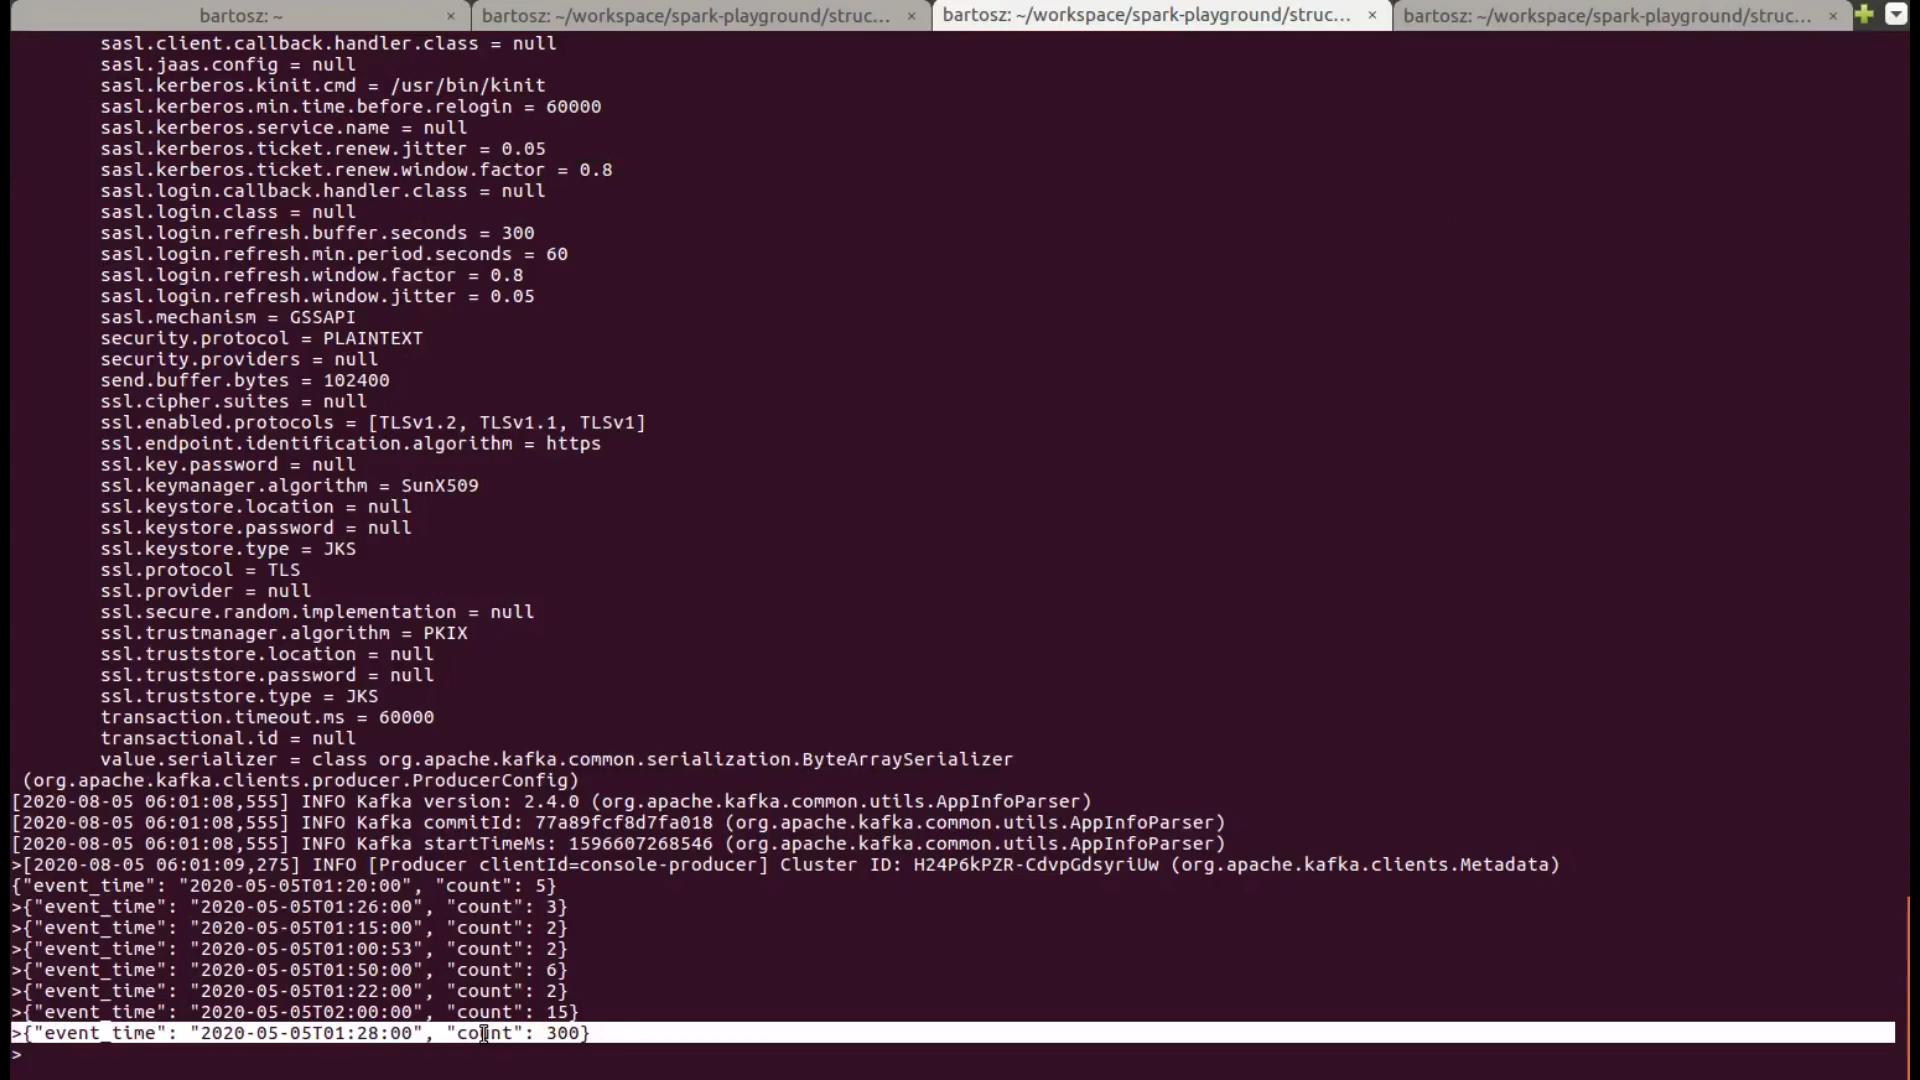 bartosz: ~
bartosz: ~/workspace/spark-playground/struc...
bartosz: ~/workspace/spark-playground/struc...
bartosz: ~/workspace/spark-playground/struc...
sasl.client.callback.handler.class = null
sasl.jaas.config = null
sasl.kerberos.kinit.cmd = /usr/bin/kinit
sasl.kerberos.min.time.before.relogin = 60000
sasl.kerberos.service.name = null
sasl.kerberos.ticket.renew.jitter = 0.05
sasl.kerberos.ticket.renew.window.factor = 0.8
sasl.login.callback.handler.class = null
sasl.login.class = null
sasl.login.refresh.buffer.seconds = 300
sasl.login.refresh.min.period.seconds = 60
sasl.login.refresh.window.factor = 0.8
sasl.login.refresh.window.jitter = 0.05
sasl.mechanism = GSSAPI
security.protocol = PLAINTEXT
security.providers = null
send.buffer.bytes = 102400
ssl.cipher.suites = null
ssl.enabled.protocols = [TLSv1.2, TLSv1.1, TLSv1]
ssl.endpoint.identification.algorithm = https
ssl.key.password = null
ssl.keymanager.algorithm = SunX509
ssl.keystore.location = null
ssl.keystore.password = null
ssl.keystore.type = JKS
ssl.protocol = TLS
ssl.provider = null
ssl.secure.random.implementation = null
ssl.trustmanager.algorithm = PKIX
ssl.truststore.location = null
ssl.truststore.password = null
ssl.truststore.type = JKS
transaction.timeout.ms = 60000
transactional.id = null
value.serializer = class org.apache.kafka.common.serialization.ByteArraySerializer
(org.apache.kafka.clients.producer.ProducerConfig)
[2020-08-05 06:01:08,555] INFO Kafka version: 2.4.0 (org.apache.kafka.common.utils.AppInfoParser)
[2020-08-05 06:01:08,555] INFO Kafka commitId: 77a89fcf8d7fa018 (org.apache.kafka.common.utils.AppInfoParser)
[2020-08-05 06:01:08,555] INFO Kafka startTimeMs: 1596607268546 (org.apache.kafka.common.utils.AppInfoParser)
>[2020-08-05 06:01:09,275] INFO [Producer clientId=console-producer] Cluster ID: H24P6kPZR-CdvpGdsyriUw (org.apache.kafka.clients.Metadata)
{"event_time": "2020-05-05T01:20:00", "count": 5}
>{"event_time": "2020-05-05T01:26:00", "count": 3}
>{"event_time": "2020-05-05T01:15:00", "count": 2}
>{"event_time": "2020-05-05T01:00:53", "count": 2}
>{"event_time": "2020-05-05T01:50:00", "count": 6}
>{"event_time": "2020-05-05T01:22:00", "count": 2}
>{"event_time": "2020-05-05T02:00:00", "count": 15}
>{"event_time": "2020-05-05T01:28:00", "count": 300}
>